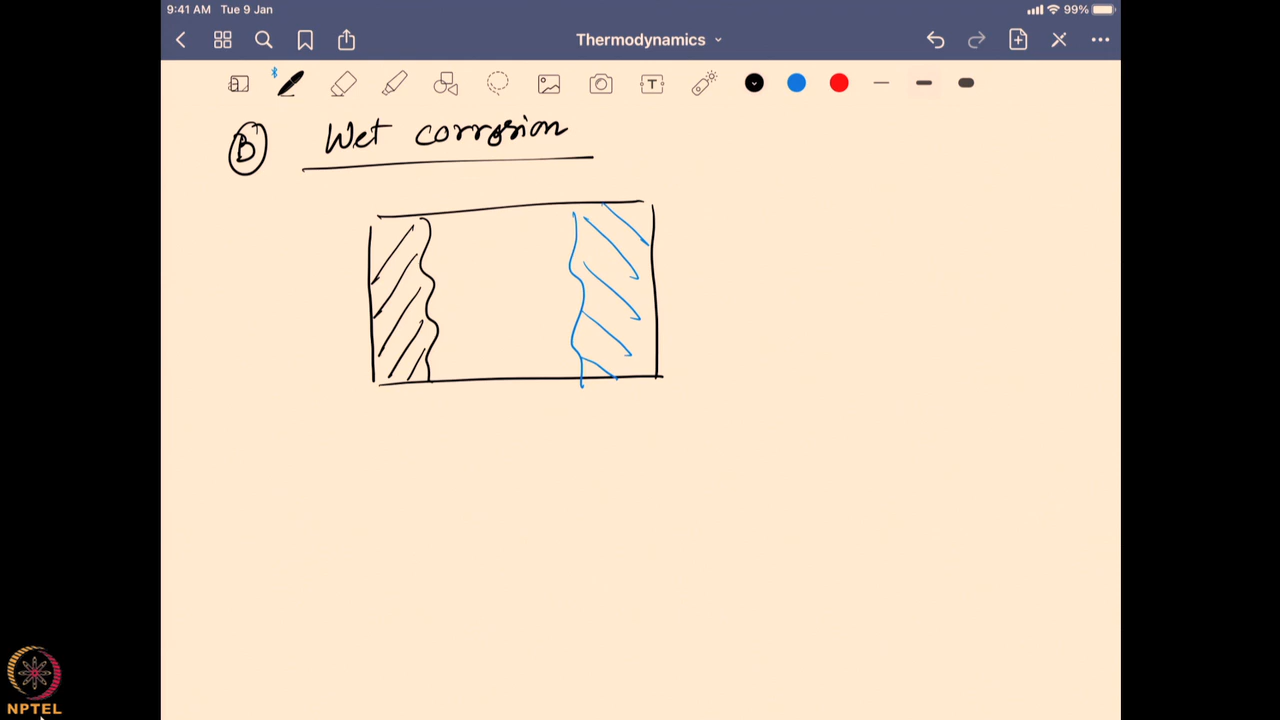 9:41 AM Tue 9 Jan
99%
Thermodynamics
T
B
Wet corrosion
NPTEL